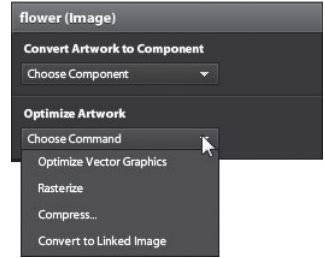 flower (Image)
Convert Artwork to Component
Choose Component
Optimize Artwork
Choose Command
Optimize Vector Graphics
Rasterize
Compress...
Convert to Linked Image